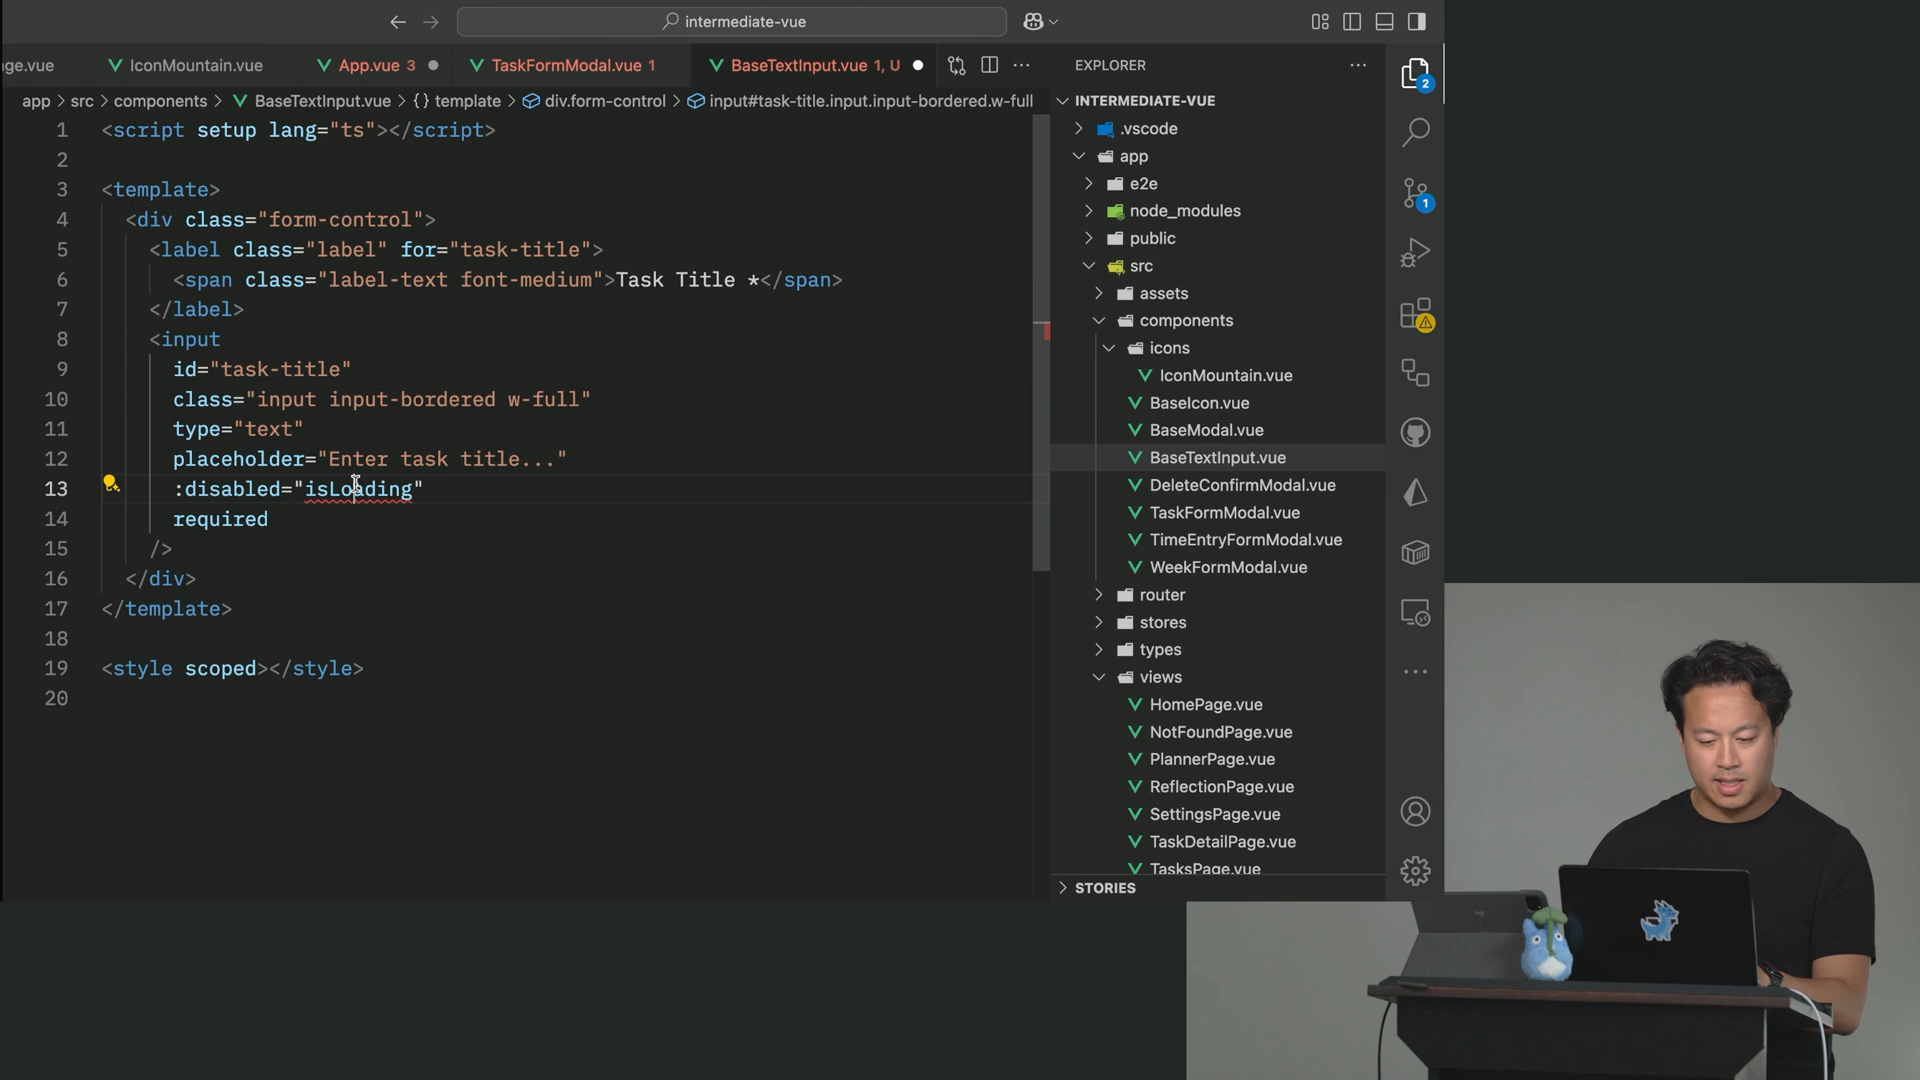 intermediate-vue
ge.vue
IconMountain.vue
App.vue 3
TaskFormModal.vue 1
BaseTextInput.vue 1, U
app > src > components > BaseTextInput.vue > {} template > div.form-control > input#task-title.input.input-bordered.w-full
1 <script setup lang="ts"></script>
2
3 <template>
4 <div class="form-control">
5 <label class="label" for="task-title">
6 <span class="label-text font-medium">Task Title *</span>
7 </label>
8 <input
9 id="task-title"
10 class="input input-bordered w-full"
11 type="text"
12 placeholder="Enter task title..."
13 :disabled="isLoading"
14 required
15 />
16 </div>
17 </template>
18
19 <style scoped></style>
20
EXPLORER
INTERMEDIATE-VUE
.vscode
app
e2e
node_modules
public
src
assets
components
icons
IconMountain.vue
BaseIcon.vue
BaseModal.vue
BaseTextInput.vue
DeleteConfirmModal.vue
TaskFormModal.vue
TimeEntryFormModal.vue
WeekFormModal.vue
router
stores
types
views
HomePage.vue
NotFoundPage.vue
PlannerPage.vue
ReflectionPage.vue
SettingsPage.vue
TaskDetailPage.vue
TasksPage.vue
STORIES
2
1